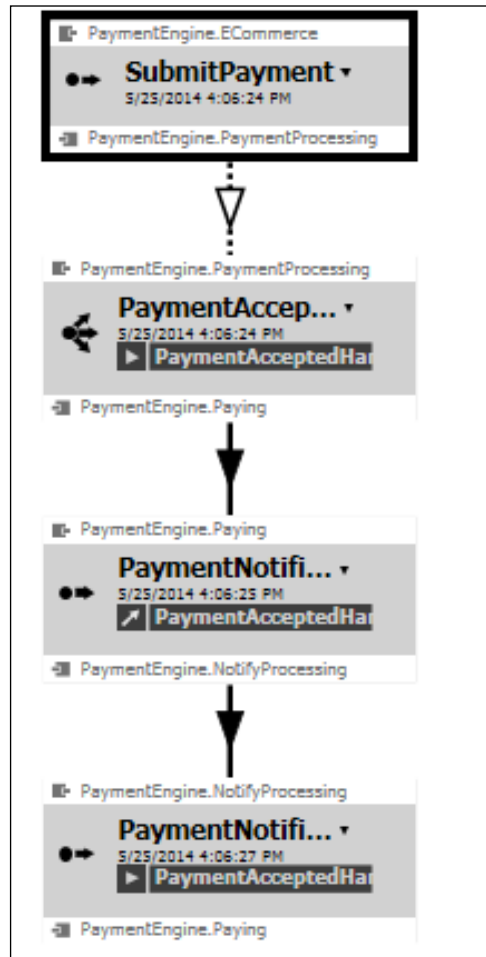 PaymentEngine.ECommerce
SubmitPayment
5/25/2014 4:06:24 PM
PaymentEngine.PaymentProcessing
PaymentEngine.PaymentProcessing
PaymentAccep...
5/25/2014 4:06:24 PM
PaymentAcceptedHar
PaymentEngine.Paying
PaymentEngine.Paying
PaymentNotifi...
5/25/2014 4:06:25 PM
PaymentAcceptedHar
PaymentEngine.NotifyProcessing
PaymentEngine.NotifyProcessing
PaymentNotifi...
5/25/2014 4:06:27 PM
PaymentAcceptedHar
PaymentEngine.Paying